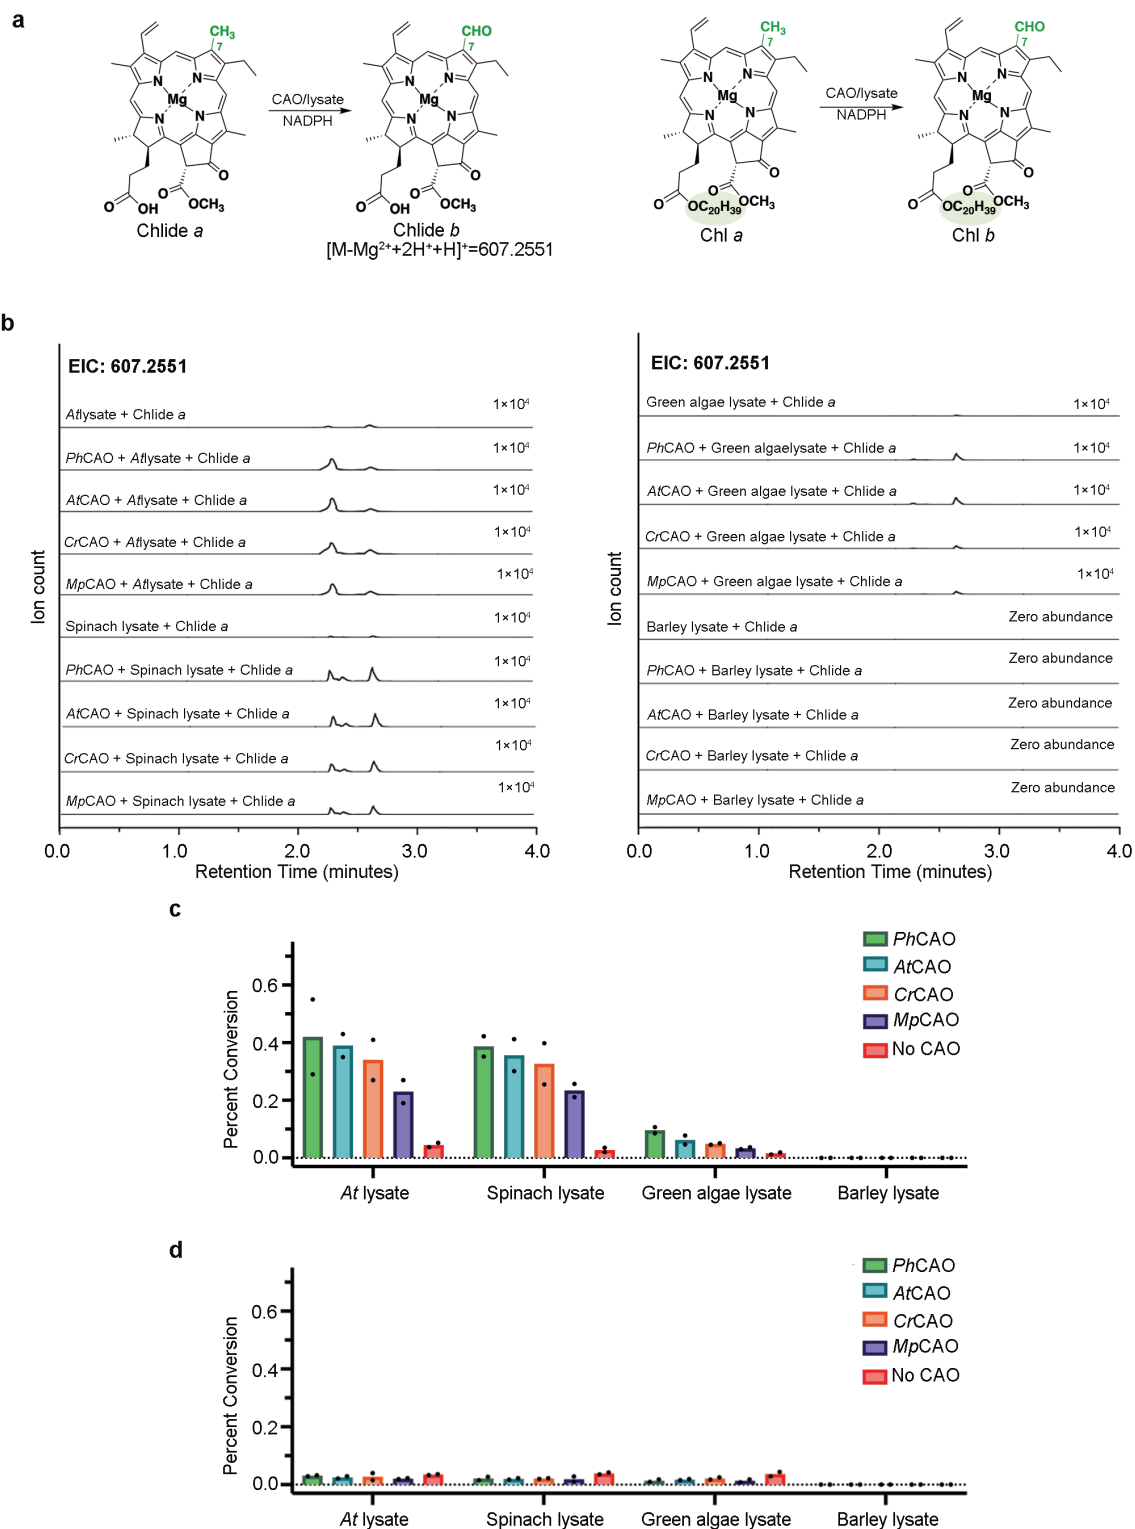 a
CH3
7
N
N
Mg
N
N
O
O
OH
O
OCH3
Chlide a
CAO/lysate
NADPH
CHO
7
N
N
Mg
N
N
O
O
OH
O
OCH3
Chlide b
[M-Mg2++2H++H]+=607.2551
CH3
7
N
N
Mg
N
N
O
O
OC20H39
O
OCH3
Chl a
CAO/lysate
NADPH
CHO
7
N
N
Mg
N
N
O
O
OC20H39
O
OCH3
Chl b
b
EIC: 607.2551
Atlysate + Chlide a 1×10⁴
PhCAO + Atlysate + Chlide a 1×10⁴
AtCAO + Atlysate + Chlide a 1×10⁴
CrCAO + Atlysate + Chlide a 1×10⁴
MpCAO + Atlysate + Chlide a 1×10⁴
Spinach lysate + Chlide a 1×10⁴
PhCAO + Spinach lysate + Chlide a 1×10⁴
AtCAO + Spinach lysate + Chlide a 1×10⁴
CrCAO + Spinach lysate + Chlide a 1×10⁴
MpCAO + Spinach lysate + Chlide a 1×10⁴
Ion count
0.0 1.0 2.0 3.0 4.0
Retention Time (minutes)
EIC: 607.2551
Green algae lysate + Chlide a 1×10⁴
PhCAO + Green algaelysate + Chlide a 1×10⁴
AtCAO + Green algae lysate + Chlide a 1×10⁴
CrCAO + Green algae lysate + Chlide a 1×10⁴
MpCAO + Green algae lysate + Chlide a 1×10⁴
Barley lysate + Chlide a Zero abundance
PhCAO + Barley lysate + Chlide a Zero abundance
AtCAO + Barley lysate + Chlide a Zero abundance
CrCAO + Barley lysate + Chlide a Zero abundance
MpCAO + Barley lysate + Chlide a Zero abundance
Ion count
0.0 1.0 2.0 3.0 4.0
Retention Time (minutes)
c
Percent Conversion
0.6
0.4
0.2
0.0
At lysate Spinach lysate Green algae lysate Barley lysate
PhCAO
AtCAO
CrCAO
MpCAO
No CAO
d
Percent Conversion
0.6
0.4
0.2
0.0
At lysate Spinach lysate Green algae lysate Barley lysate
PhCAO
AtCAO
CrCAO
MpCAO
No CAO